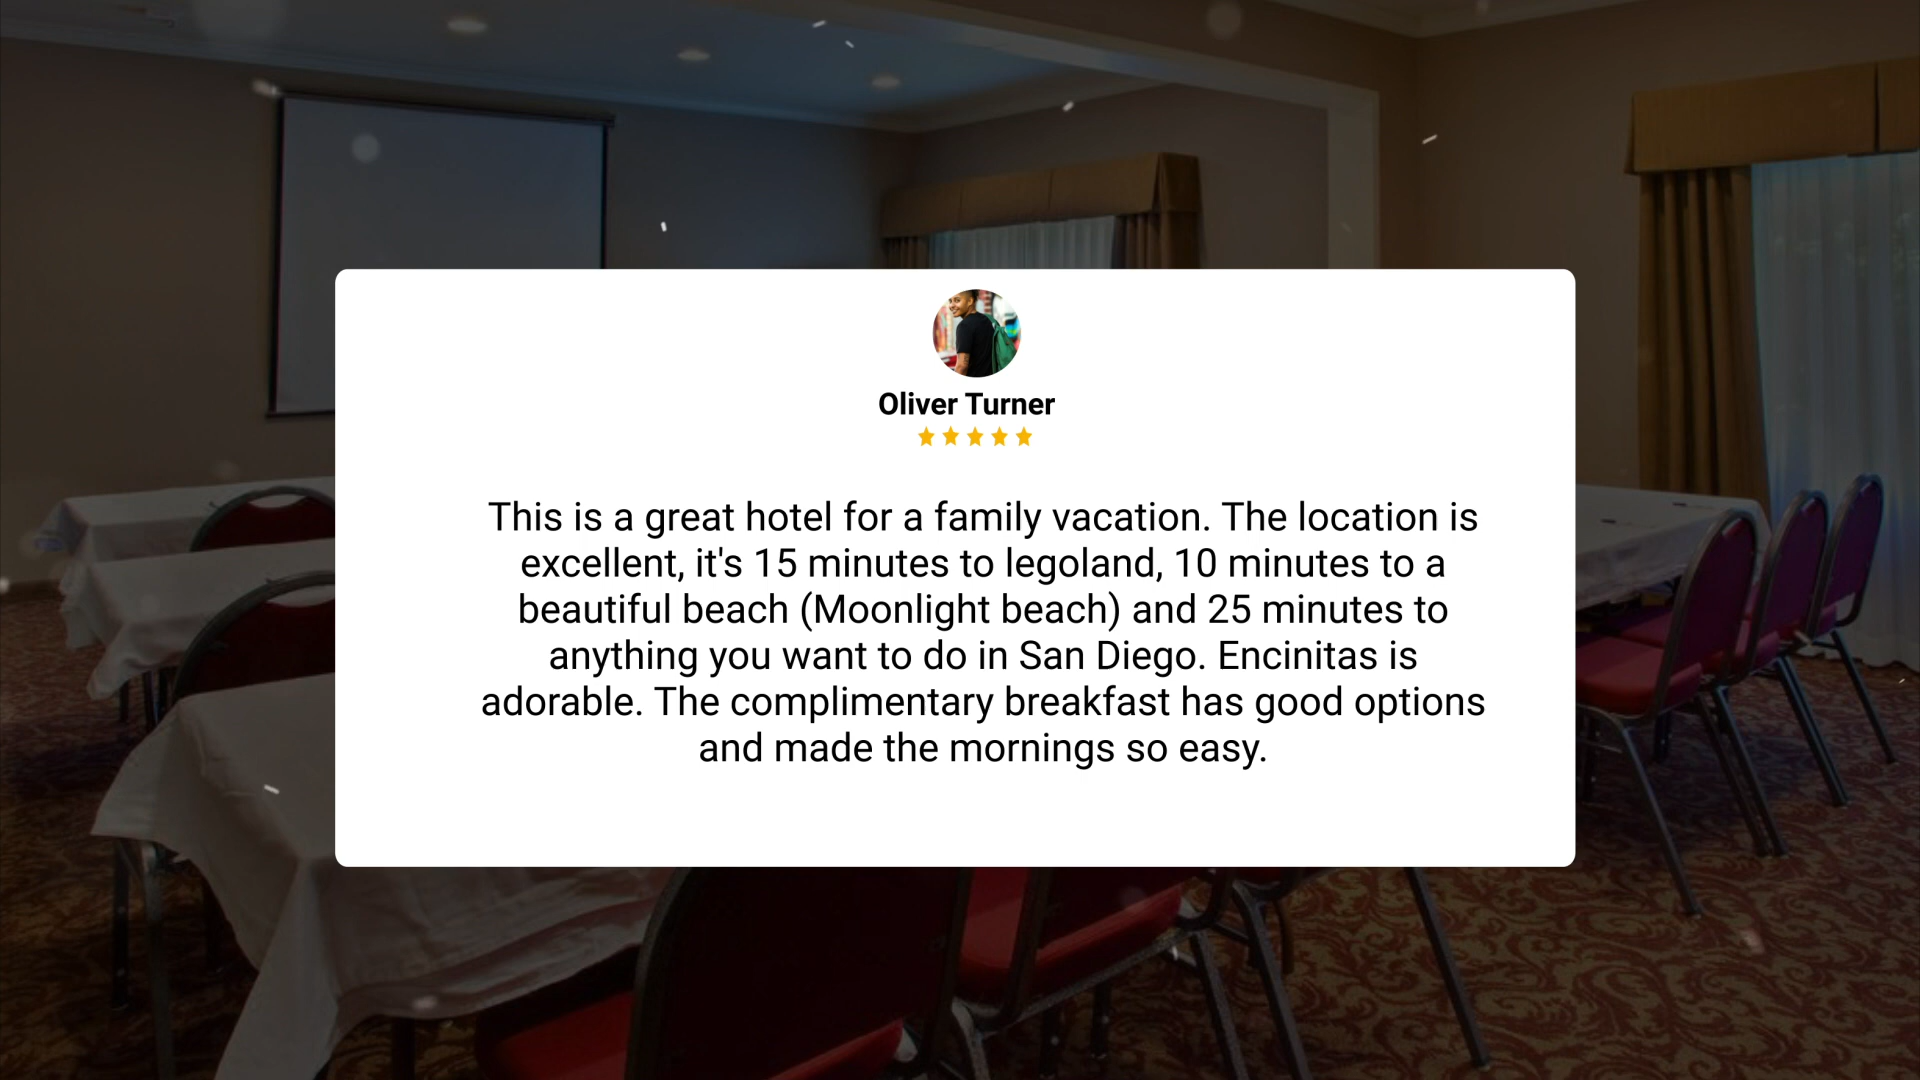 Oliver Turner
This is a great hotel for a family vacation. The location is
excellent, it's 15 minutes to legoland, 10 minutes to a
beautiful beach (Moonlight beach) and 25 minutes to
anything you want to do in San Diego. Encinitas is
adorable. The complimentary breakfast has good options
and made the mornings so easy.